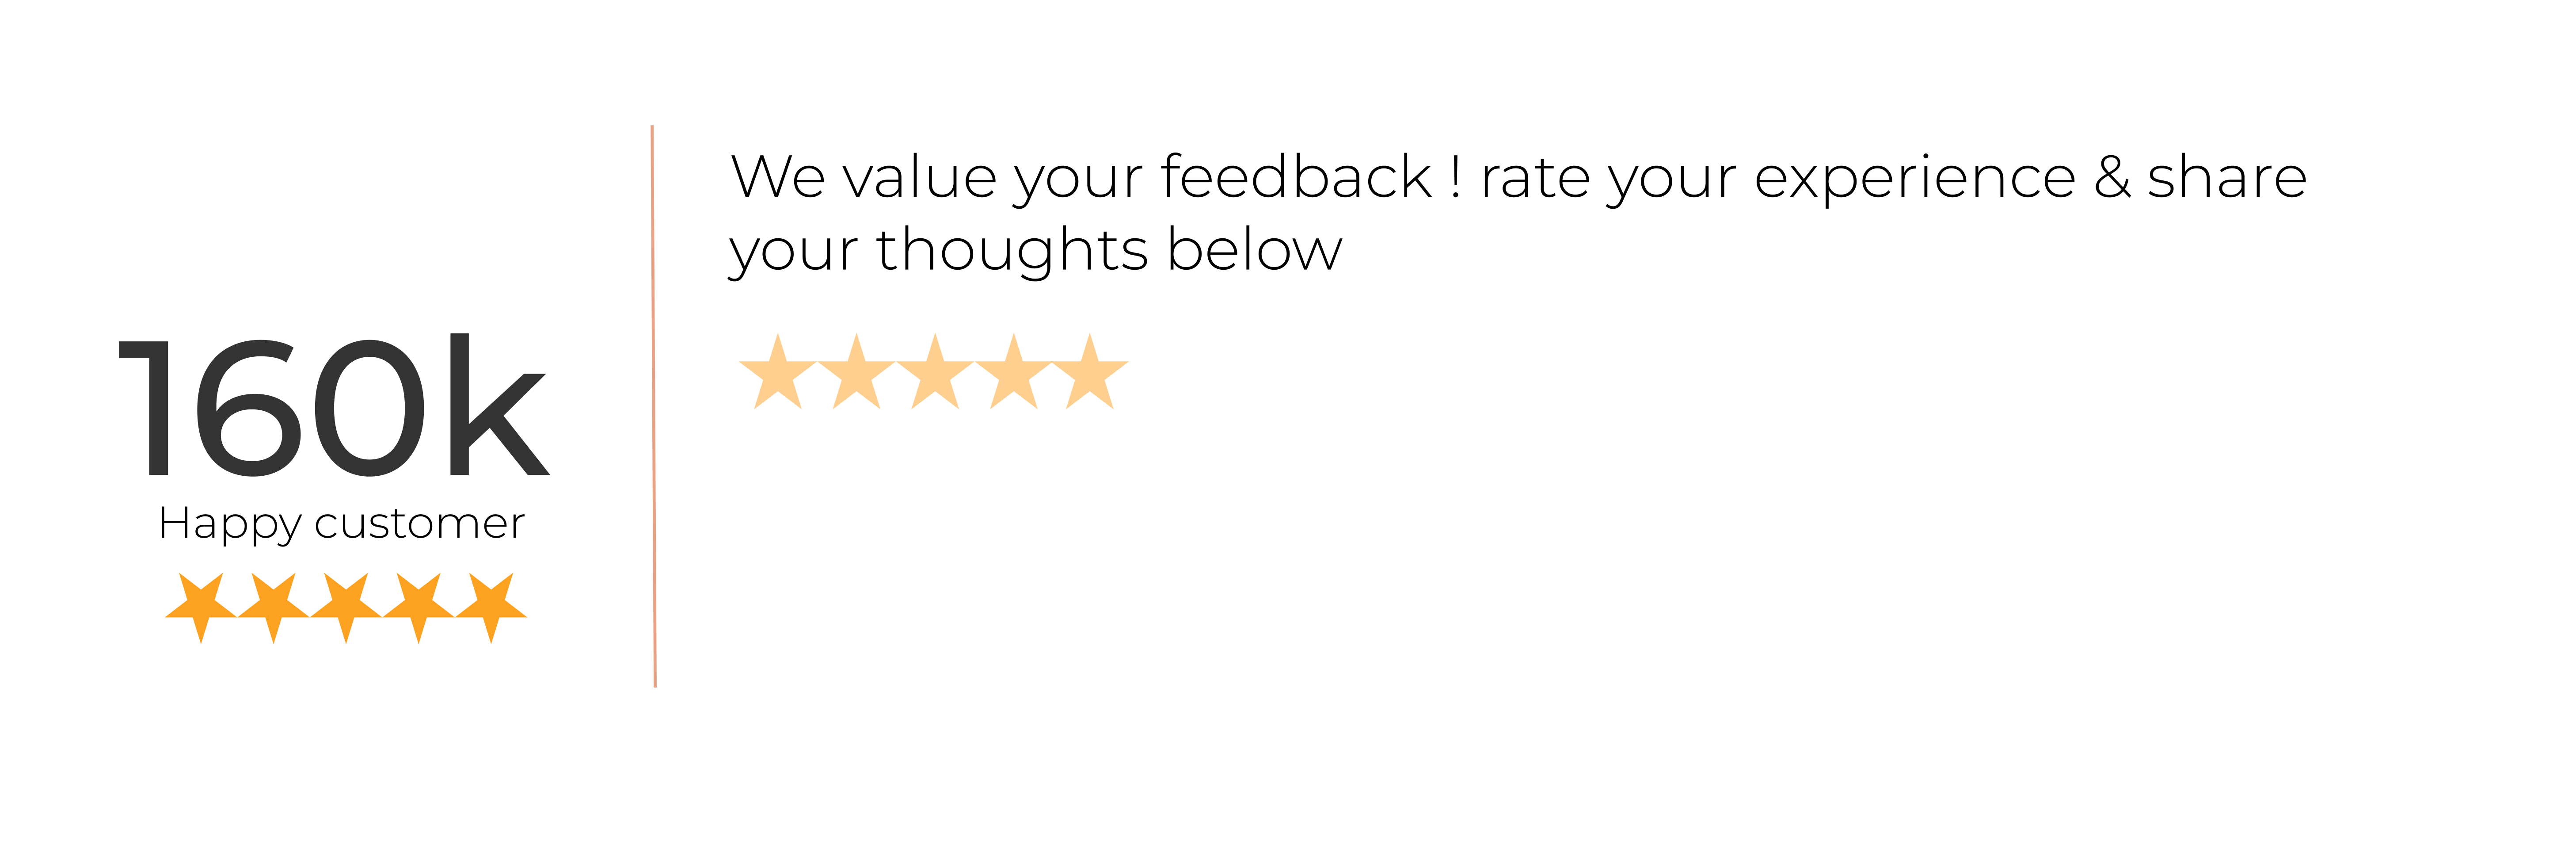 160k
Happy customer
We value your feedback ! rate your experience & share
your thoughts below